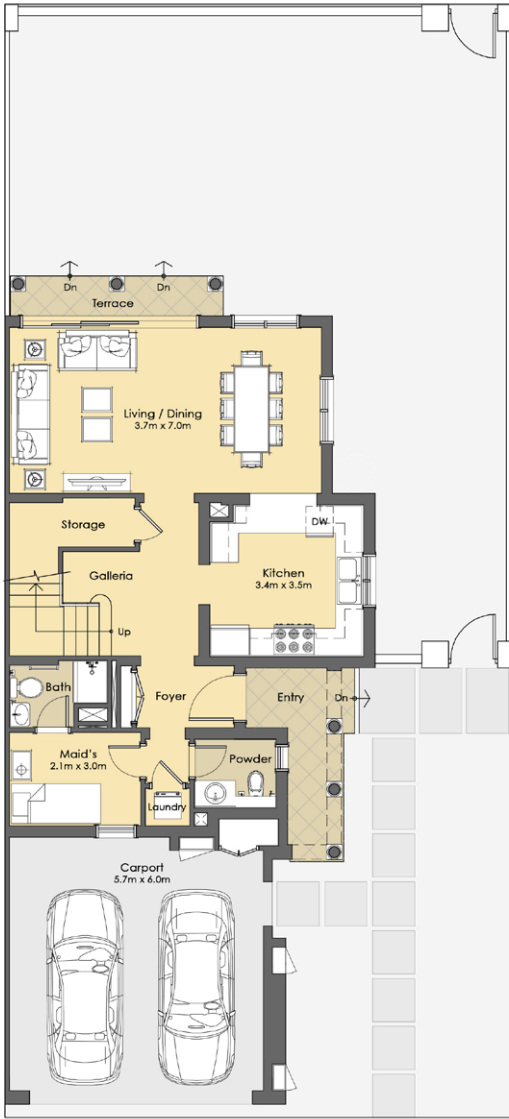 Dn
Dn
Terrace
Living / Dining
3.7m x 7.0m
Storage
DW
Galleria
Kitchen
3.4m x 3.5m
Up
Bath
Foyer
Entry
Dn
Maid's
2.1m x 3.0m
Powder
Laundry
Carport
5.7m x 6.0m